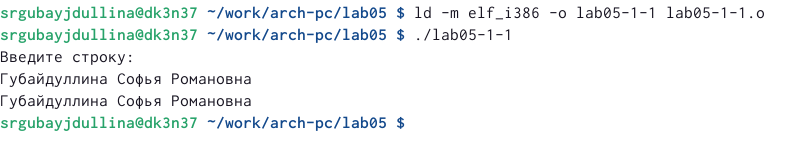 srgubayjdullina@dk3n37 ~/work/arch-pc/lab05 $ ld -m elf_i386 -o lab05-1-1 lab05-1-1.o
srgubayjdullina@dk3n37 ~/work/arch-pc/lab05 $ ./lab05-1-1
Введите строку:
Губайдуллина Софья Романовна
Губайдуллина Софья Романовна
srgubayjdullina@dk3n37 ~/work/arch-pc/lab05 $